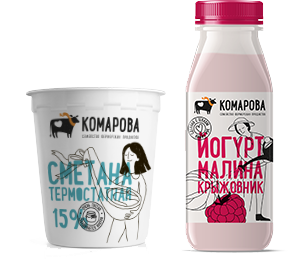 КОМАРОВА
СЕМЕЙСТВО ФЕРМЕРСКИХ ПРОДУКТОВ
СМЕТАНА
ТЕРМОСТАТНАЯ
15%
КОМАРОВА
СЕМЕЙСТВО ФЕРМЕРСКИХ ПРОДУКТОВ
ЙОГУРТ
МАЛИНА
КРЫЖОВНИК